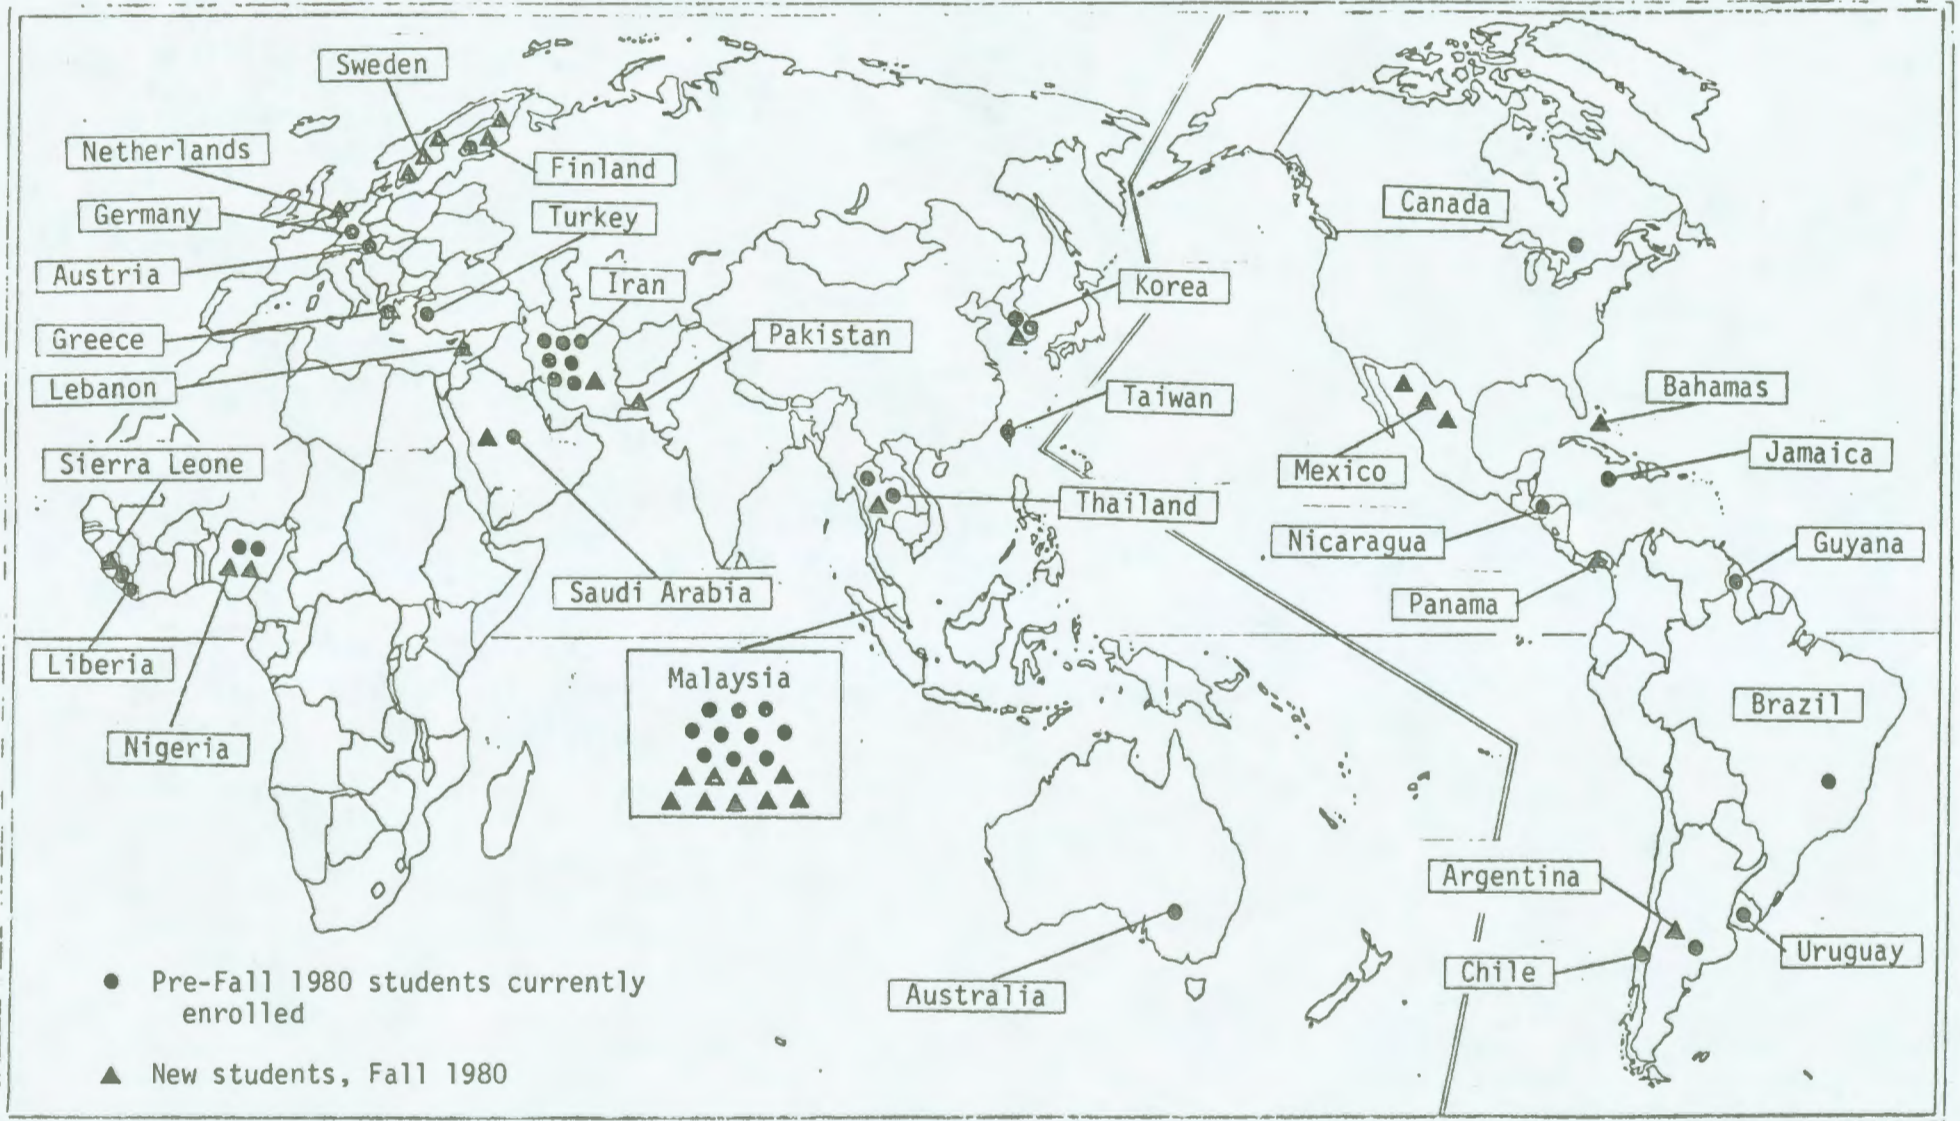 Sweden
Netherlands
Finland
Germany
Turkey
Canada
Austria
Iran
Korea
Greece
Pakistan
Lebanon
Taiwan
Bahamas
Sierra Leone
Mexico
Jamaica
Thailand
Nicaragua
Guyana
Saudi Arabia
Panama
Liberia
Malaysia
Brazil
Nigeria
Argentina
Uruguay
Chile
Australia
Pre-Fall 1980 students currently
enrolled
New students, Fall 1980